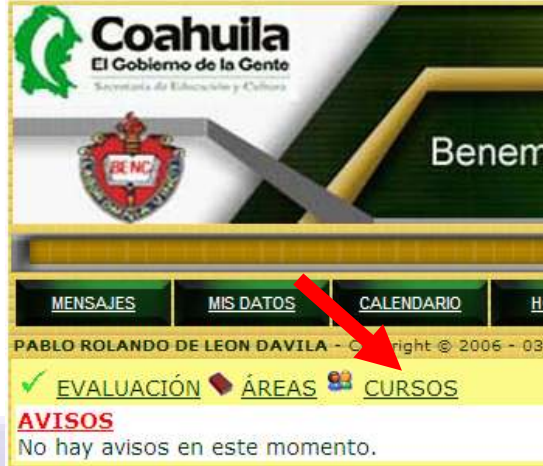 Coahuila
El Gobierno de la Gente
Secretaría de Educación y Cultura
BENC
Benem
MENSAJES MIS DATOS CALENDARIO H
PABLO ROLANDO DE LEON DAVILA - C right © 2006 - 03
EVALUACIÓN ÁREAS CURSOS
AVISOS
No hay avisos en este momento.